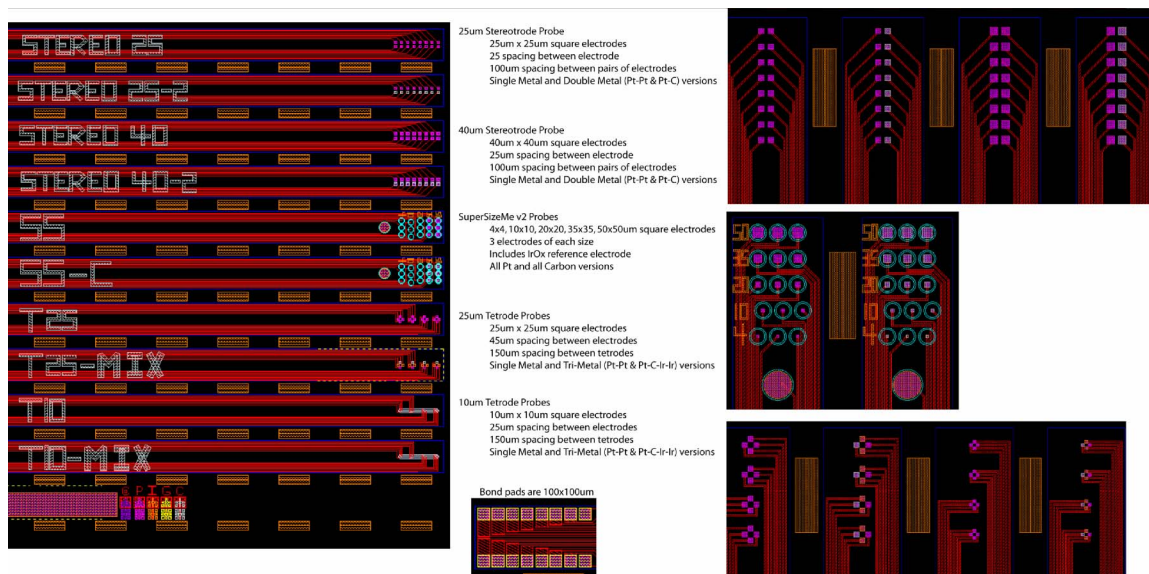 STEREO 25
STEREO 25-2
STEREO 40
STEREO 40-2
SS
SS-C
T25
T25-MIX
T10
T10-MIX
25um Stereotrode Probe
25um x 25um square electrodes
25 spacing between electrode
100um spacing between pairs of electrodes
Single Metal and Double Metal (Pt-Pt & Pt-C) versions
40um Stereotrode Probe
40um x 40um square electrodes
25um spacing between electrode
100um spacing between pairs of electrodes
Single Metal and Double Metal (Pt-Pt & Pt-C) versions
SuperSizeMe v2 Probes
4x4, 10x10, 20x20, 35x35, 50x50um square electrodes
3 electrodes of each size
Includes IrOx reference electrode
All Pt and all Carbon versions
25um Tetrode Probes
25um x 25um square electrodes
45um spacing between electrodes
150um spacing between tetrodes
Single Metal and Tri-Metal (Pt-Pt & Pt-C-Ir-Ir) versions
10um Tetrode Probes
10um x 10um square electrodes
25um spacing between electrodes
150um spacing between tetrodes
Single Metal and Tri-Metal (Pt-Pt & Pt-C-Ir-Ir) versions
Bond pads are 100x100um
50 50
10 10
4 4